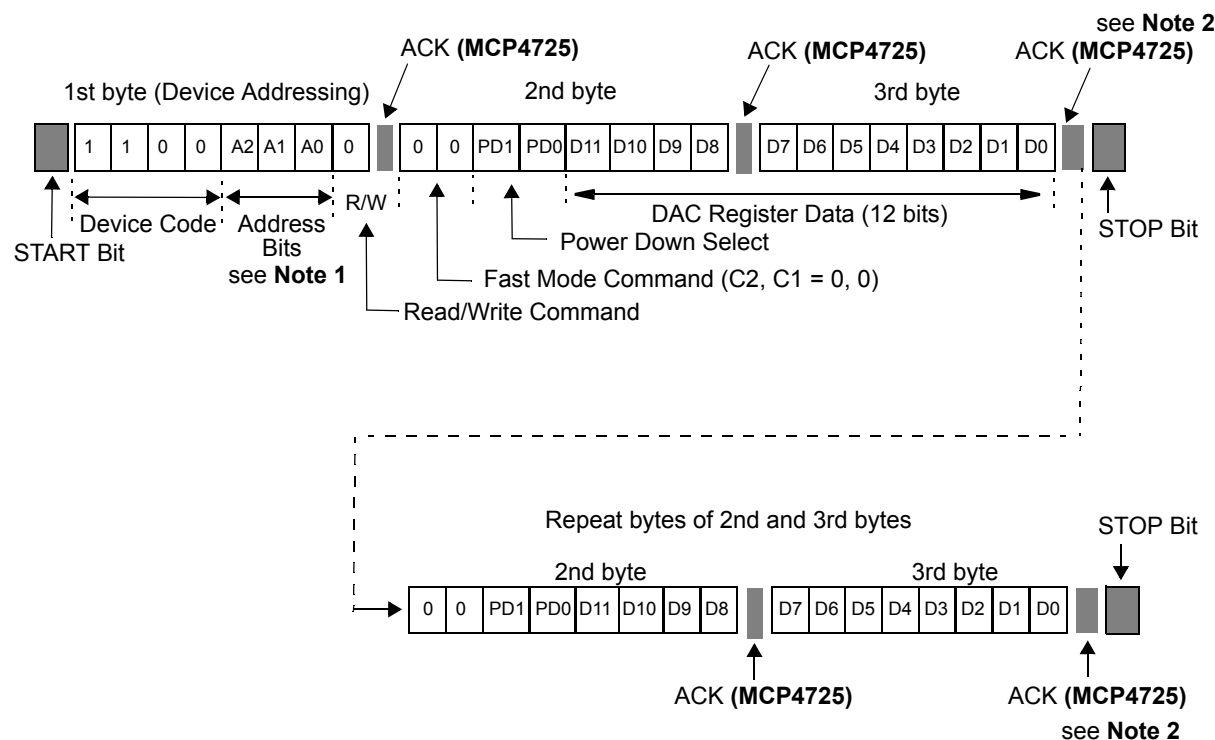 see Note 2
ACK (MCP4725)
ACK (MCP4725)
ACK (MCP4725)
1st byte (Device Addressing)
2nd byte
3rd byte
1 1 0 0 A2 A1 A0 0
0 0 PD1 PD0 D11 D10 D9 D8
D7 D6 D5 D4 D3 D2 D1 D0
R/W
Device Code
Address
Bits
see Note 1
START Bit
DAC Register Data (12 bits)
STOP Bit
Power Down Select
Fast Mode Command (C2, C1 = 0, 0)
Read/Write Command
Repeat bytes of 2nd and 3rd bytes
STOP Bit
2nd byte
3rd byte
0 0 PD1 PD0 D11 D10 D9 D8
D7 D6 D5 D4 D3 D2 D1 D0
ACK (MCP4725)
ACK (MCP4725)
see Note 2